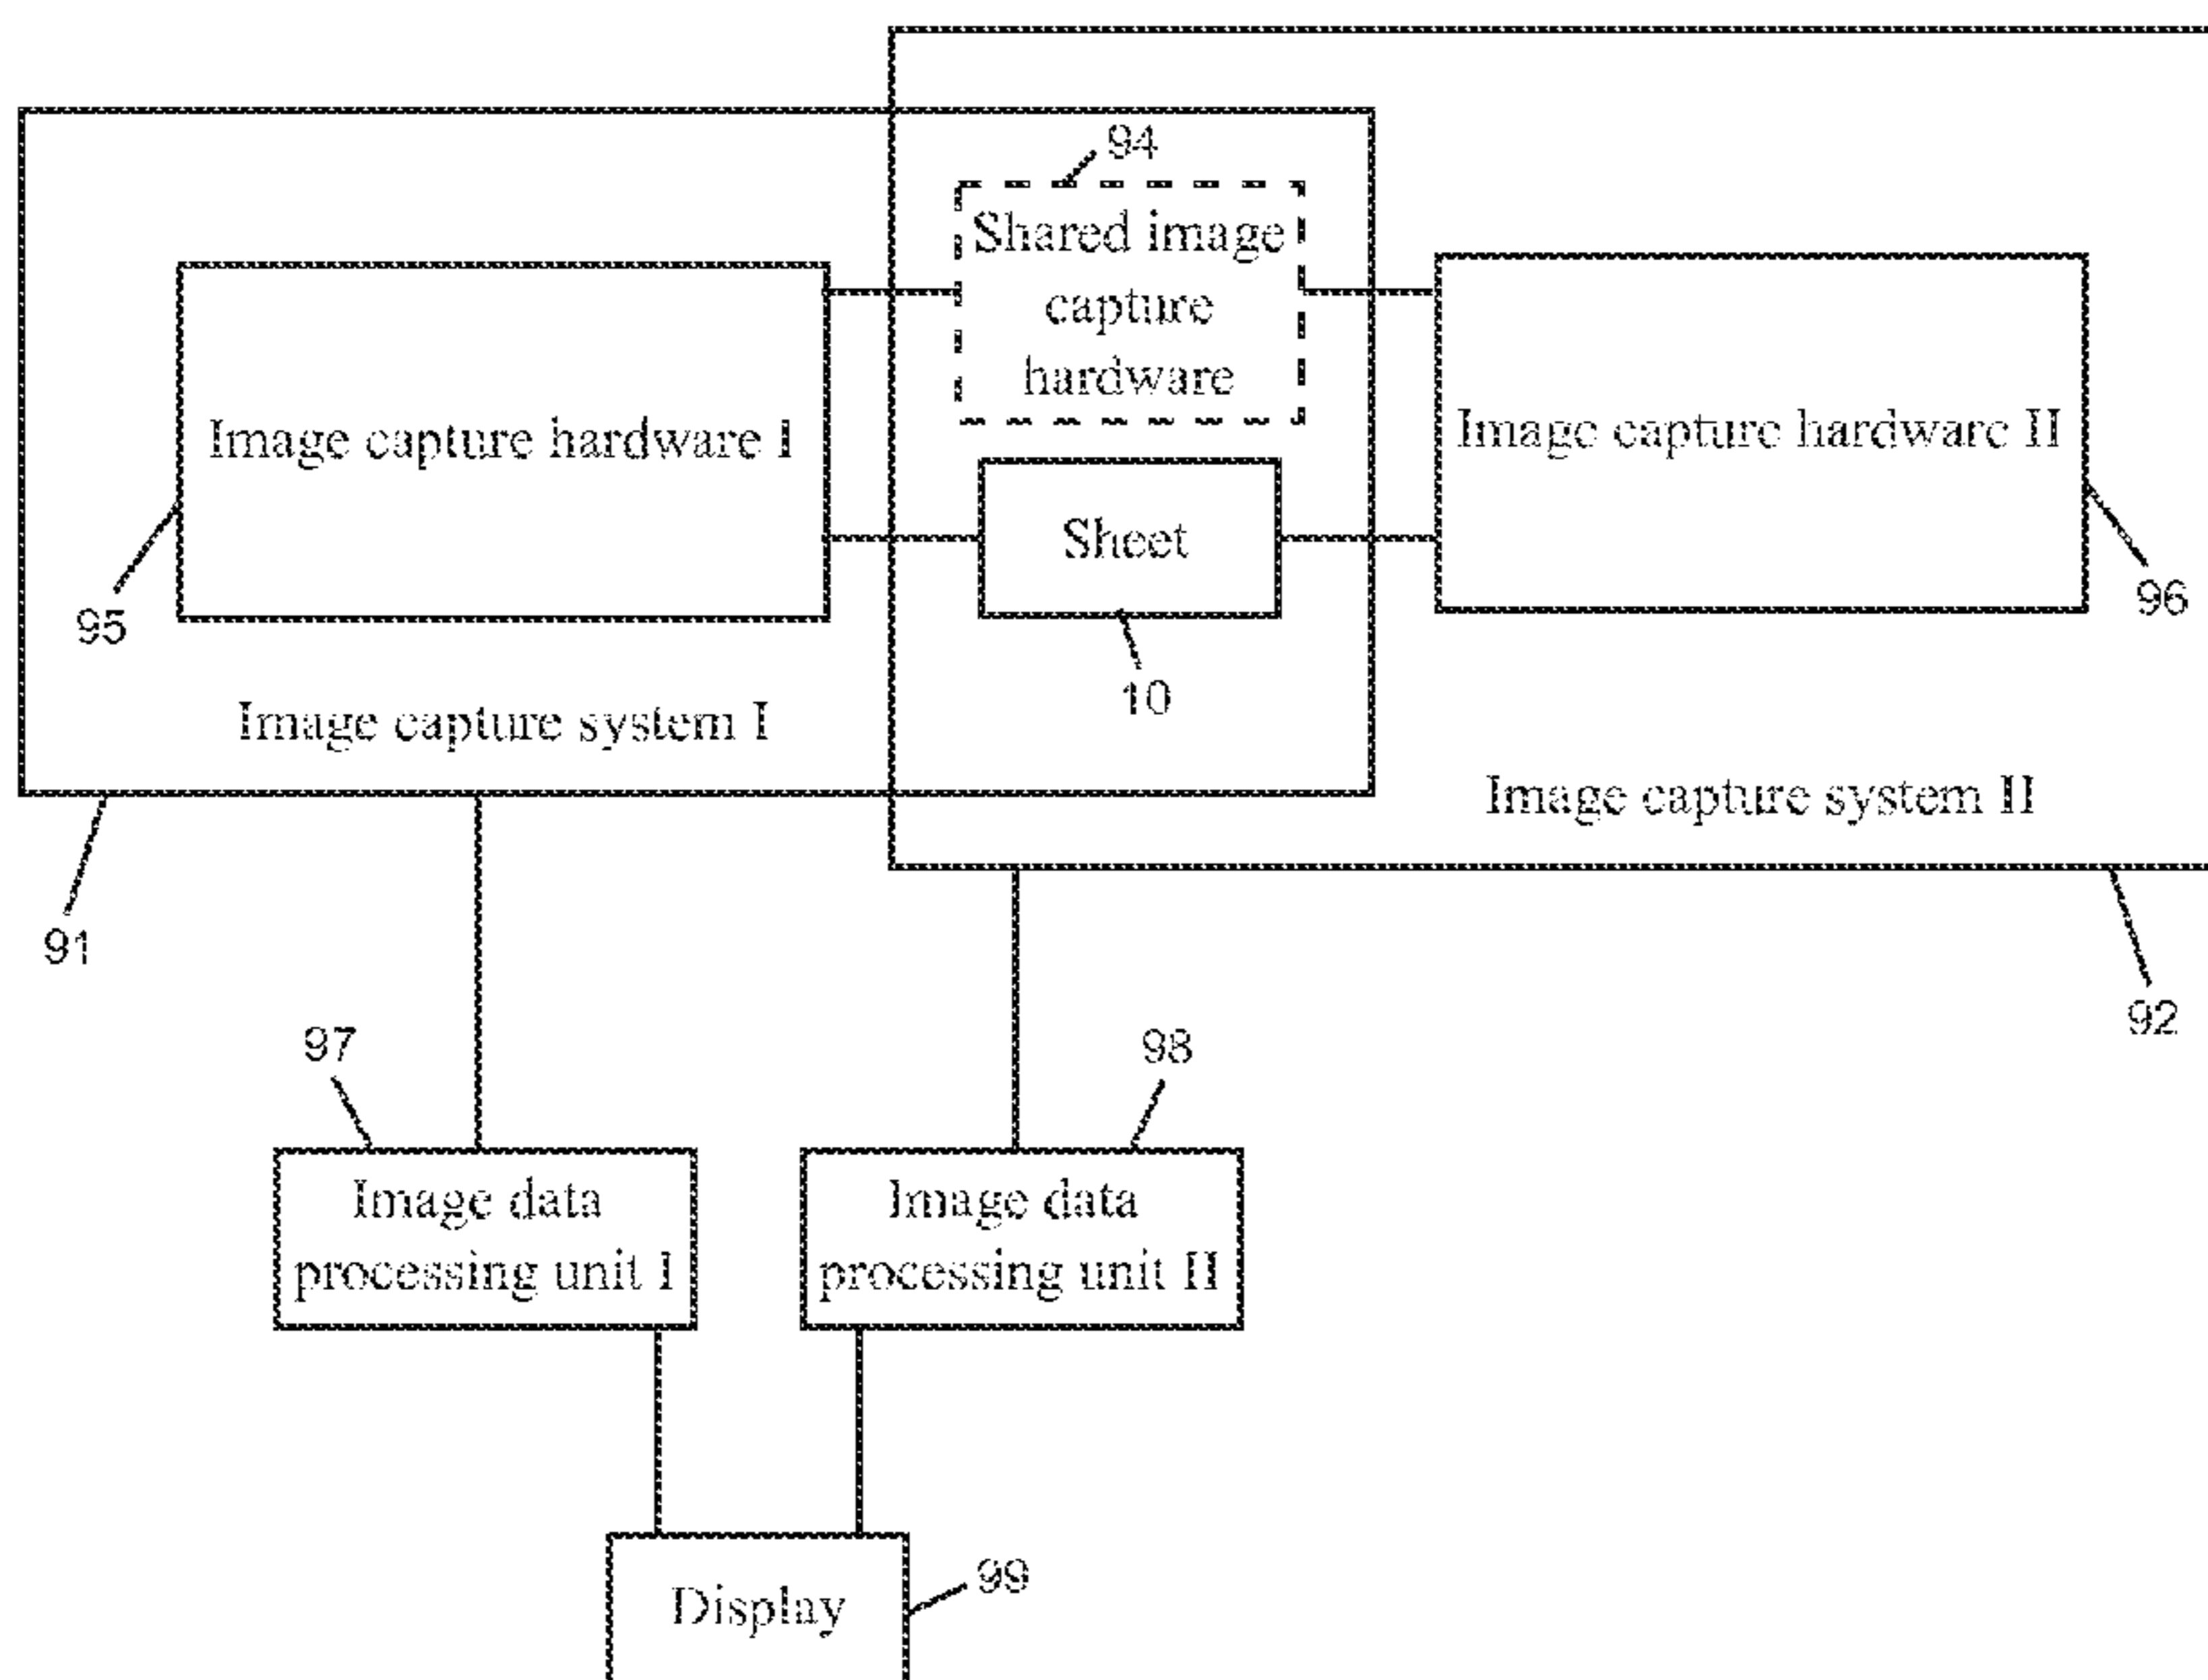 94
Shared image
capture
hardware
Image capture hardware I
Image capture hardware II
Sheet
95
96
10
Image capture system I
Image capture system II
91
92
97
98
Image data
processing unit I
Image data
processing unit II
Display
99